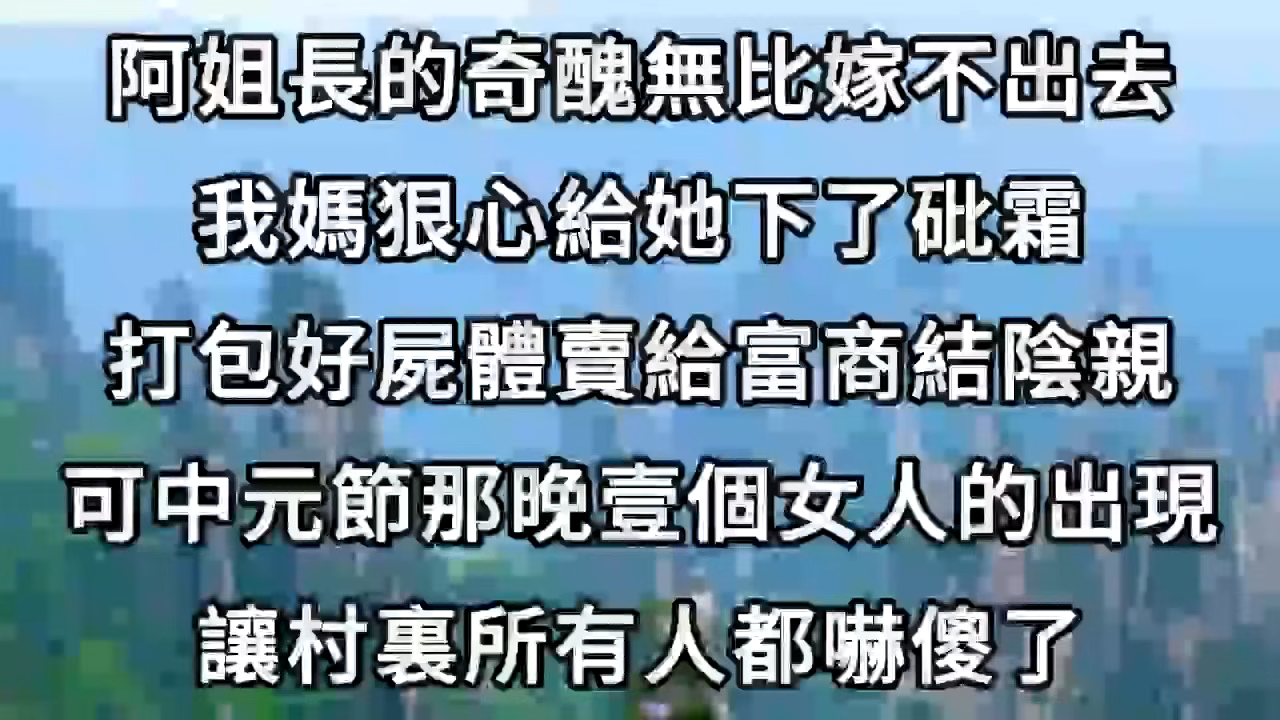 阿姐長的奇醜無比嫁不出去
我媽狠心給她下了砒霜
打包好屍體賣給富商結陰親
可中元節那晚壹個女人的出現
讓村裏所有人都嚇傻了